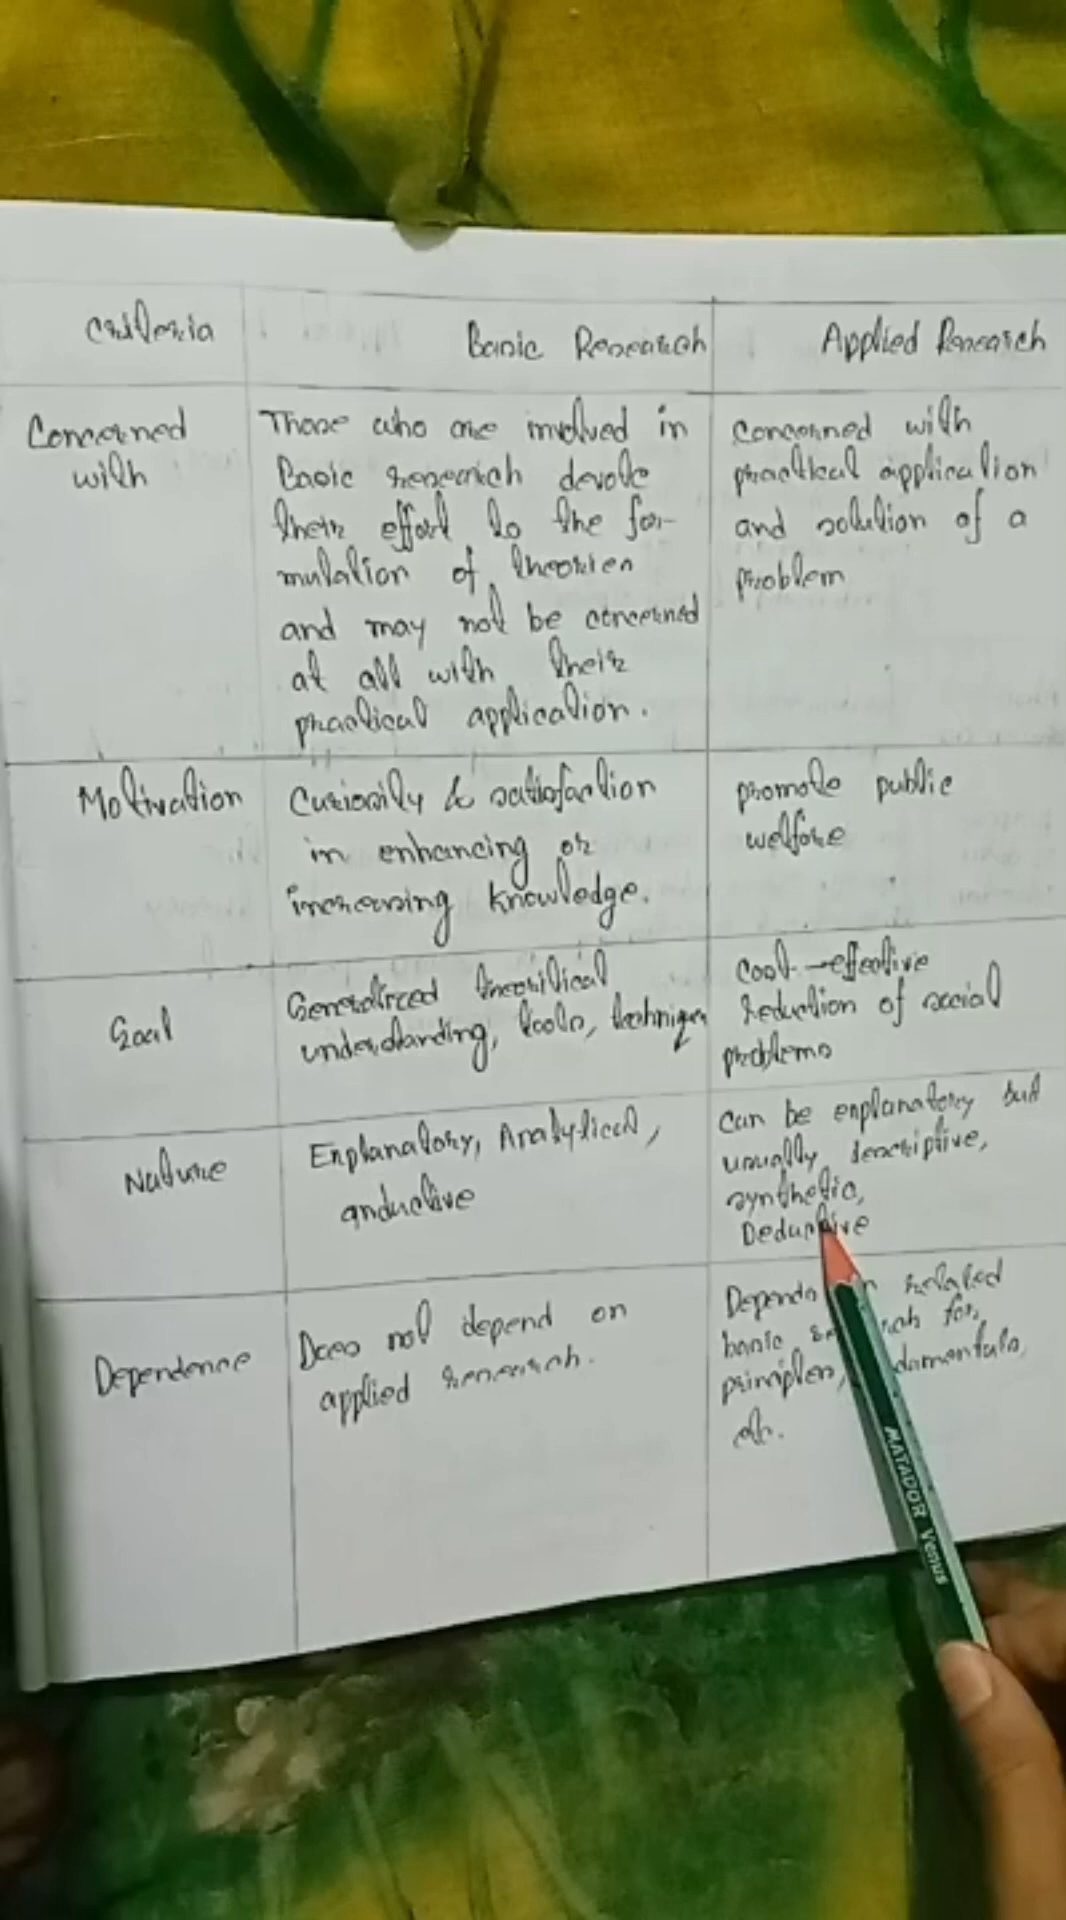 Criteria
Basic Research
Applied Research
Concerned
with
Those who are involved in
Basic research devote
their effort to the for-
mulation of theories
and may not be concerned
at all with their
practical application.
concerned with
practical application
and solution of a
problem
Motivation
Curiosity & satisfaction
in enhancing or
increasing knowledge.
promote public
welfare
Goal
Generalized theoritical
understanding, tools, techniques
Cost-effective
reduction of social
problems
Nature
Explanatory, Analytical,
inductive
Can be explanatory but
usually descriptive,
synthetic,
Deductive
Dependence
Does not depend on
applied research.
Depends related
basic for
principles,
etc.
MATADOR Venus